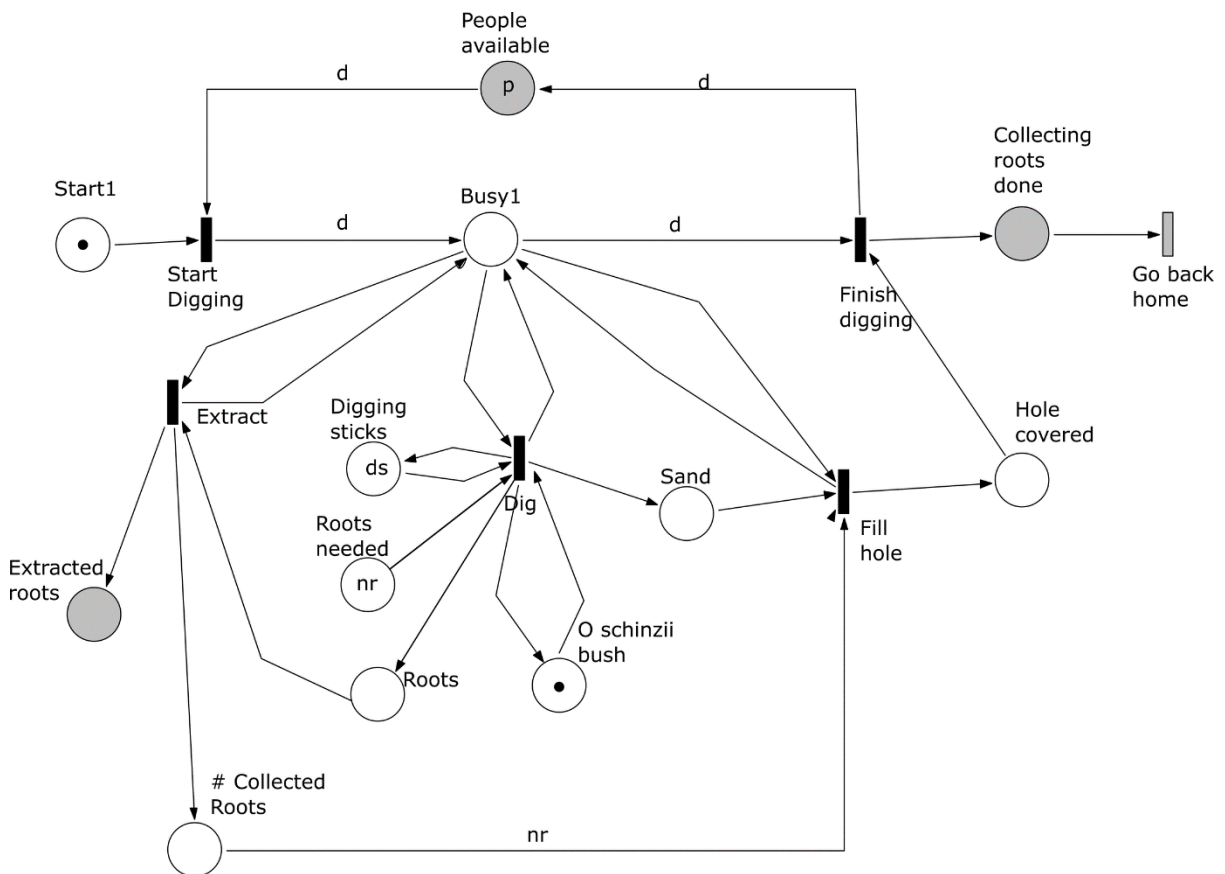 People
available
d
p
d
Collecting
roots
done
Start1
Busy1
d
d
Start
Digging
Finish
digging
Go back
home
Extract
Digging
sticks
ds
Hole
covered
Sand
Dig
Roots
needed
nr
Fill
hole
Extracted
roots
O schinzii
bush
Roots
# Collected
Roots
nr